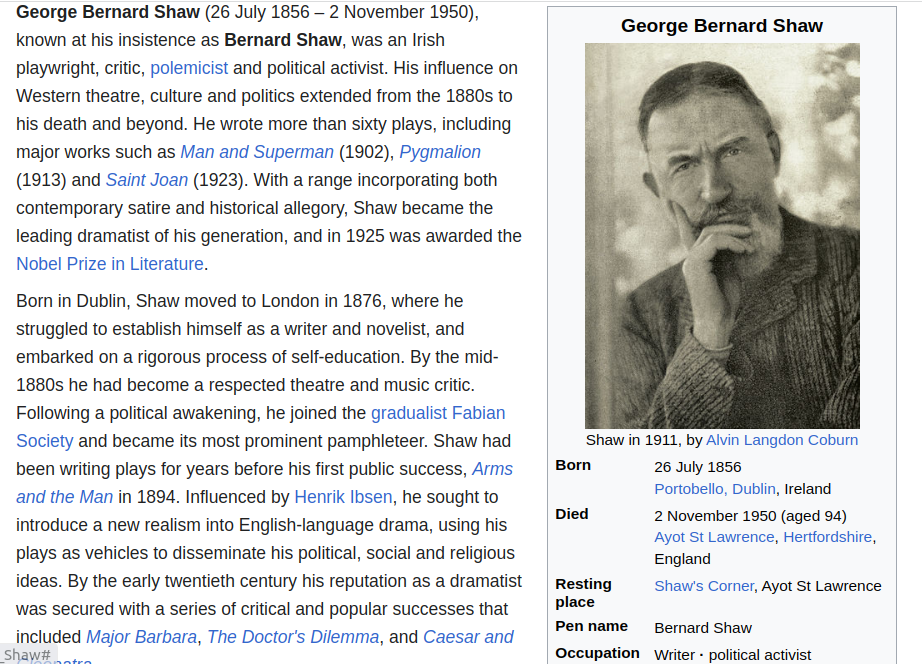 George Bernard Shaw (26 July 1856 – 2 November 1950),
known at his insistence as Bernard Shaw, was an Irish
playwright, critic, polemicist and political activist. His influence on
Western theatre, culture and politics extended from the 1880s to
his death and beyond. He wrote more than sixty plays, including
major works such as Man and Superman (1902), Pygmalion
(1913) and Saint Joan (1923). With a range incorporating both
contemporary satire and historical allegory, Shaw became the
leading dramatist of his generation, and in 1925 was awarded the
Nobel Prize in Literature.
Born in Dublin, Shaw moved to London in 1876, where he
struggled to establish himself as a writer and novelist, and
embarked on a rigorous process of self-education. By the mid-
1880s he had become a respected theatre and music critic.
Following a political awakening, he joined the gradualist Fabian
Society and became its most prominent pamphleteer. Shaw had
been writing plays for years before his first public success, Arms
and the Man in 1894. Influenced by Henrik Ibsen, he sought to
introduce a new realism into English-language drama, using his
plays as vehicles to disseminate his political, social and religious
ideas. By the early twentieth century his reputation as a dramatist
was secured with a series of critical and popular successes that
included Major Barbara, The Doctor's Dilemma, and Caesar and
_Shaw#
George Bernard Shaw
Shaw in 1911, by Alvin Langdon Coburn
Born 26 July 1856
Portobello, Dublin, Ireland
Died 2 November 1950 (aged 94)
Ayot St Lawrence, Hertfordshire,
England
Resting Shaw's Corner, Ayot St Lawrence
place
Pen name Bernard Shaw
Occupation Writer · political activist